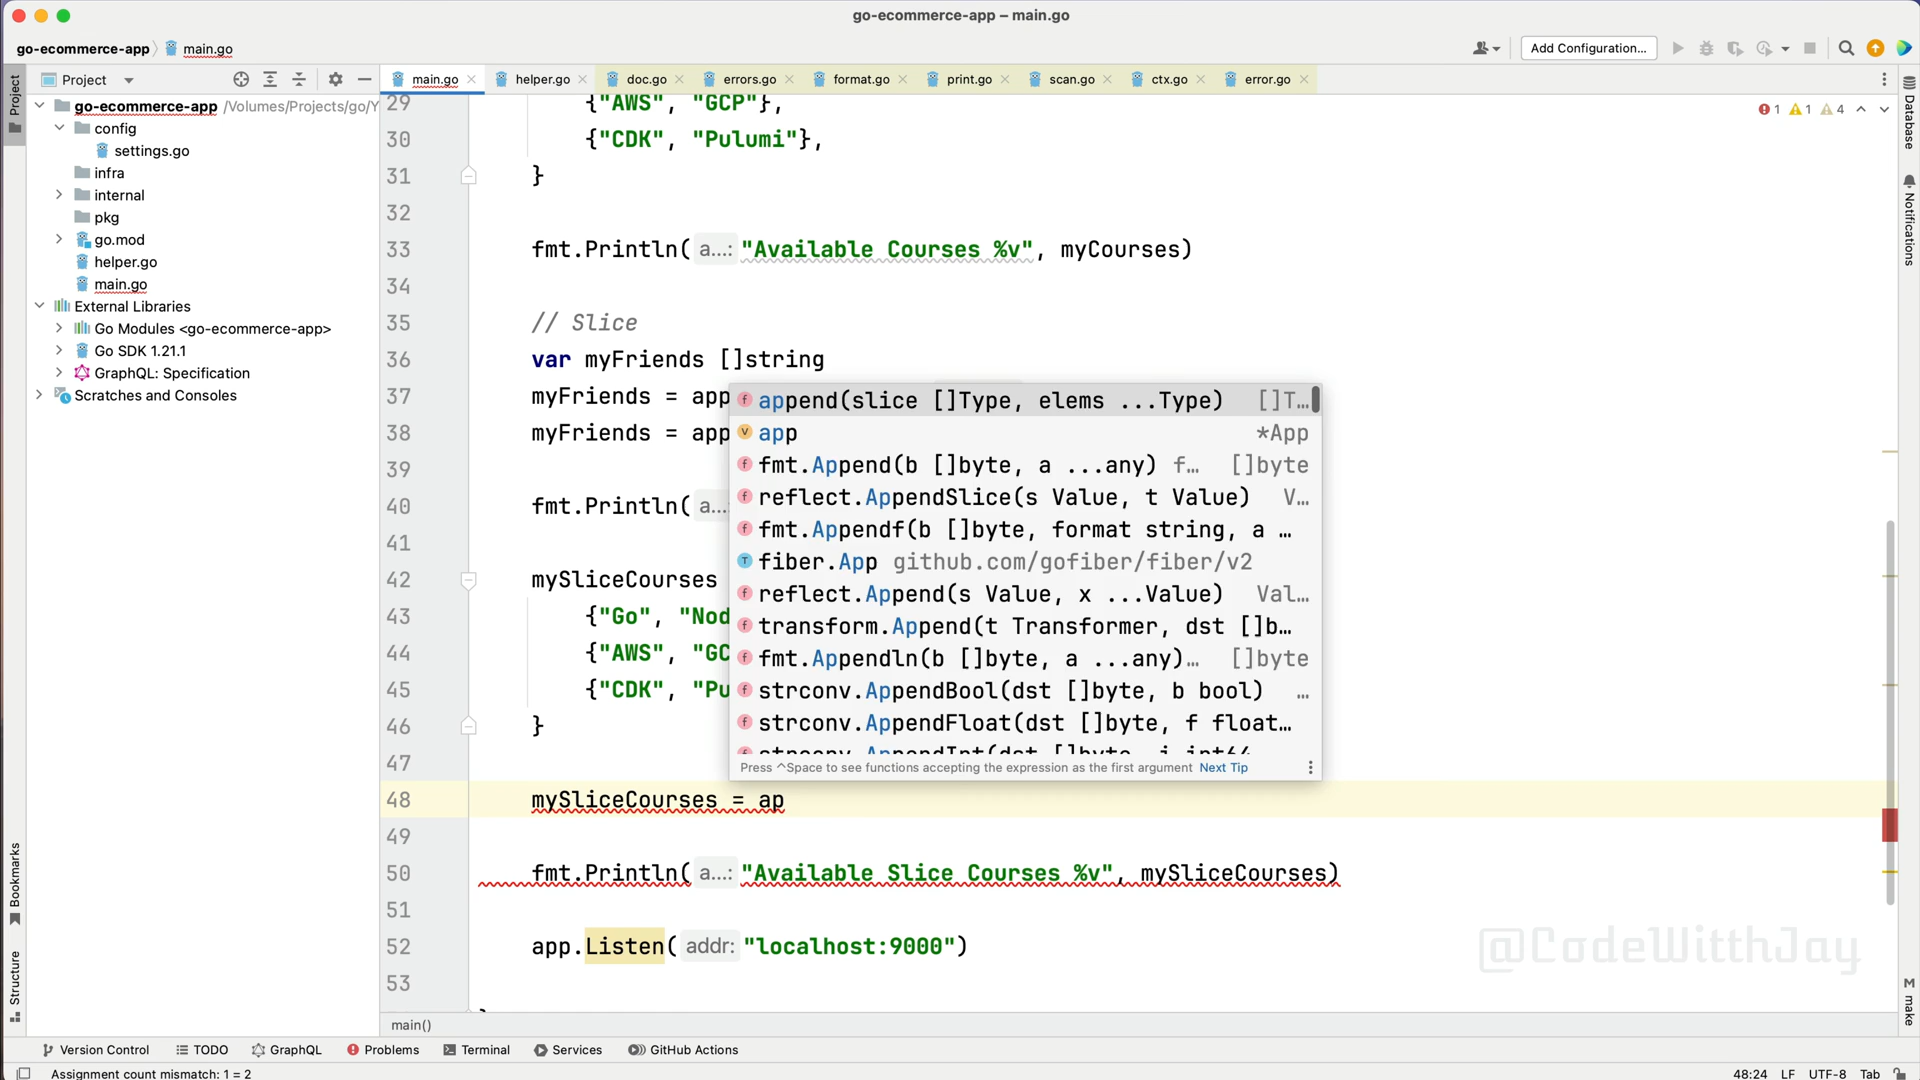 go-ecommerce-app – main.go
go-ecommerce-app main.go
Add Configuration...
Project
main.go
helper.go
doc.go
errors.go
format.go
print.go
scan.go
ctx.go
error.go
Project
Bookmarks
Structure
go-ecommerce-app /Volumes/Projects/go/Y
config
settings.go
infra
internal
pkg
go.mod
helper.go
main.go
External Libraries
Go Modules <go-ecommerce-app>
Go SDK 1.21.1
GraphQL: Specification
Scratches and Consoles
1 1 4
29 {"AWS", "GCP"},
30 {"CDK", "Pulumi"},
31 }
32
33 fmt.Println( a...: "Available Courses %v", myCourses)
34
35 // Slice
36 var myFriends []string
37 myFriends = app
38 myFriends = app
39
40 fmt.Println( a...:
41
42 mySliceCourses
43 {"Go", "Nod
44 {"AWS", "GC
45 {"CDK", "Pu
46 }
47
48 mySliceCourses = ap
49
50 fmt.Println( a...: "Available Slice Courses %v", mySliceCourses)
51
52 app.Listen( addr: "localhost:9000")
53
append(slice []Type, elems ...Type) []T…
app *App
fmt.Append(b []byte, a ...any) f… []byte
reflect.AppendSlice(s Value, t Value) V…
fmt.Appendf(b []byte, format string, a …
fiber.App github.com/gofiber/fiber/v2
reflect.Append(s Value, x ...Value) Val…
transform.Append(t Transformer, dst []b…
fmt.Appendln(b []byte, a ...any)… []byte
strconv.AppendBool(dst []byte, b bool) …
strconv.AppendFloat(dst []byte, f float…
strconv.AppendInt(dst []byte, i int64
Press ^Space to see functions accepting the expression as the first argument Next Tip
@CodeWitthJay
Database
Notifications
make
main()
Version Control
TODO
GraphQL
Problems
Terminal
Services
GitHub Actions
Assignment count mismatch: 1 = 2
48:24 LF UTF-8 Tab